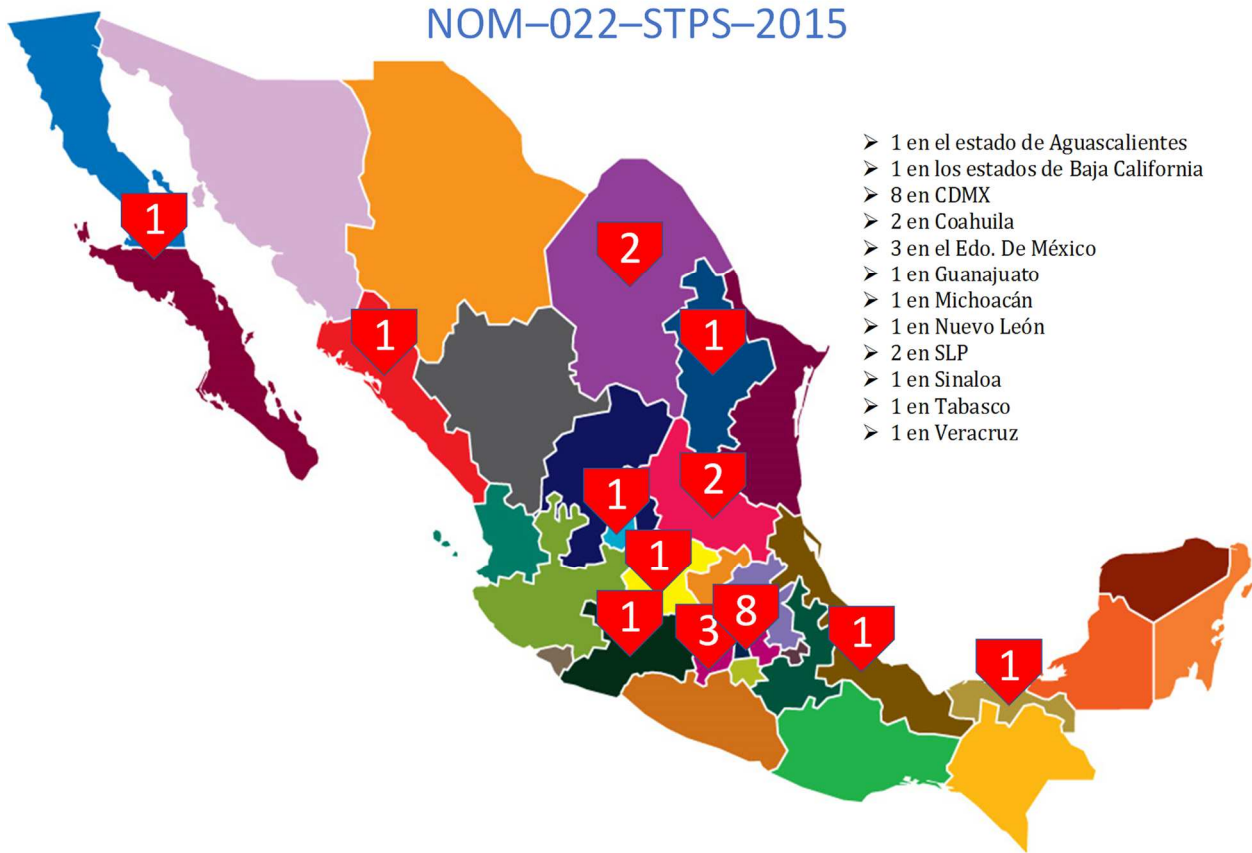 NOM–022–STPS–2015
➢ 1 en el estado de Aguascalientes
➢ 1 en los estados de Baja California
➢ 8 en CDMX
➢ 2 en Coahuila
➢ 3 en el Edo. De México
➢ 1 en Guanajuato
➢ 1 en Michoacán
➢ 1 en Nuevo León
➢ 2 en SLP
➢ 1 en Sinaloa
➢ 1 en Tabasco
➢ 1 en Veracruz
1
2
1
1
2
1
1
1
3
8
1
1